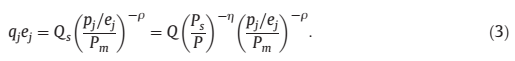 q_j e_j = Q_s \left( \frac{p_j / e_j}{P_m} \right)^{-\rho} = Q \left( \frac{P_s}{P} \right)^{-\eta} \left( \frac{p_j / e_j}{P_m} \right)^{-\rho}. (3)